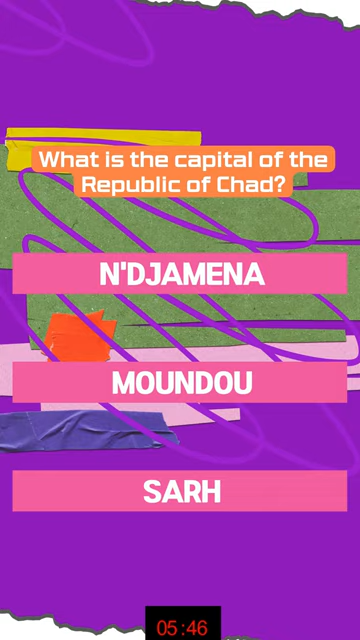 What is the capital of the
Republic of Chad?
N'DJAMENA
MOUNDOU
SARH
05:46